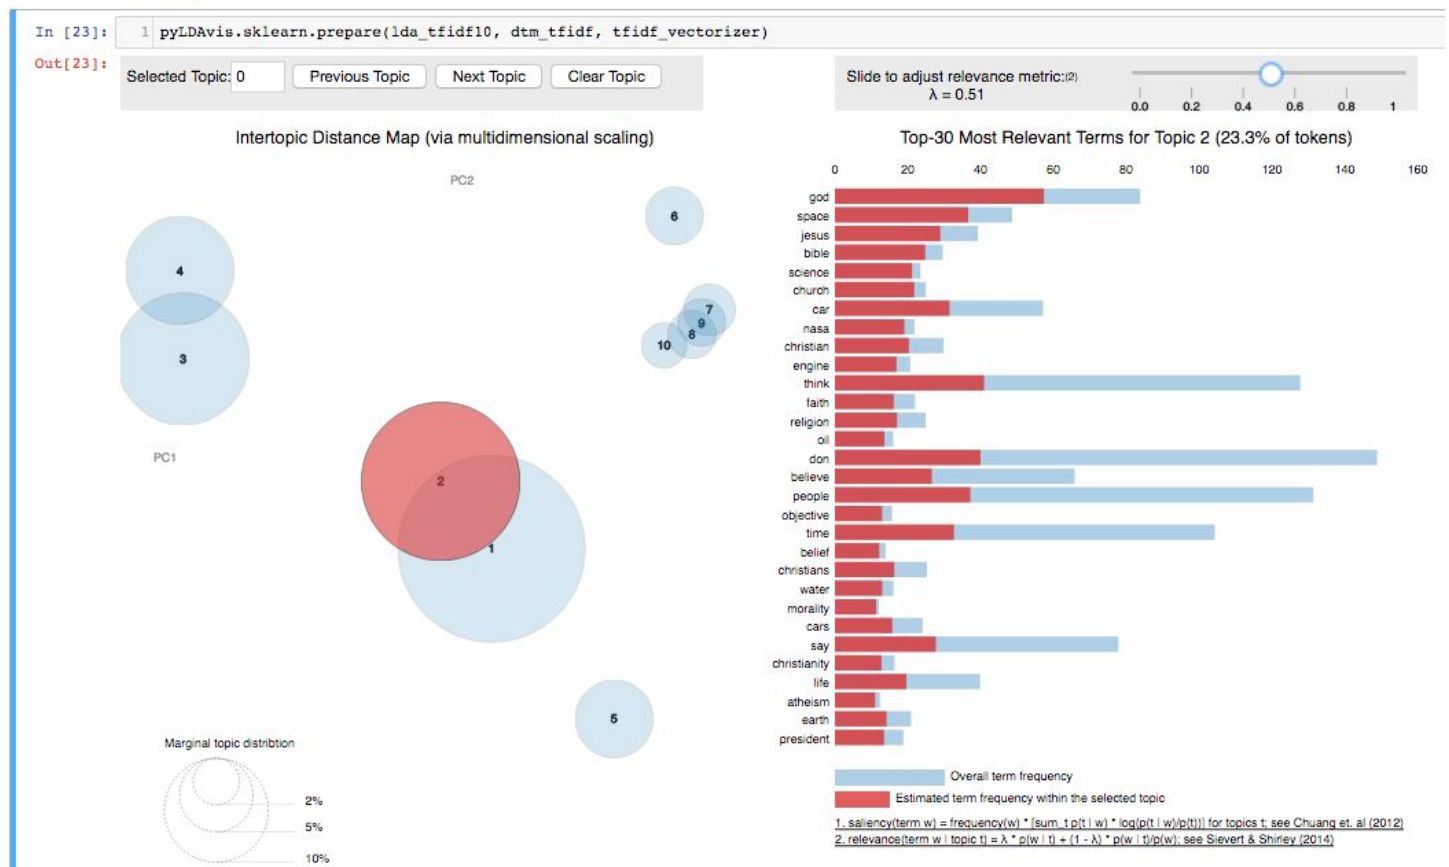 In [23]:
1 pyLDAvis.sklearn.prepare(lda_tfidf10, dtm_tfidf, tfidf_vectorizer)
Out[23]:
Selected Topic: 0 Previous Topic Next Topic Clear Topic
Slide to adjust relevance metric:(2)
λ = 0.51
0.0 0.2 0.4 0.6 0.8 1
Intertopic Distance Map (via multidimensional scaling)
PC2
6
4
7
9
8
10
3
PC1
2
1
5
Marginal topic distribtion
2%
5%
10%
Top-30 Most Relevant Terms for Topic 2 (23.3% of tokens)
0 20 40 60 80 100 120 140 160
god
space
jesus
bible
science
church
car
nasa
christian
engine
think
faith
religion
oil
don
believe
people
objective
time
belief
christians
water
morality
cars
say
christianity
life
atheism
earth
president
Overall term frequency
Estimated term frequency within the selected topic
1. saliency(term w) = frequency(w) * [sum_t p(t | w) * log(p(t | w)/p(t))] for topics t; see Chuang et. al (2012)
2. relevance(term w | topic t) = λ * p(w | t) + (1 - λ) * p(w | t)/p(w); see Sievert & Shirley (2014)